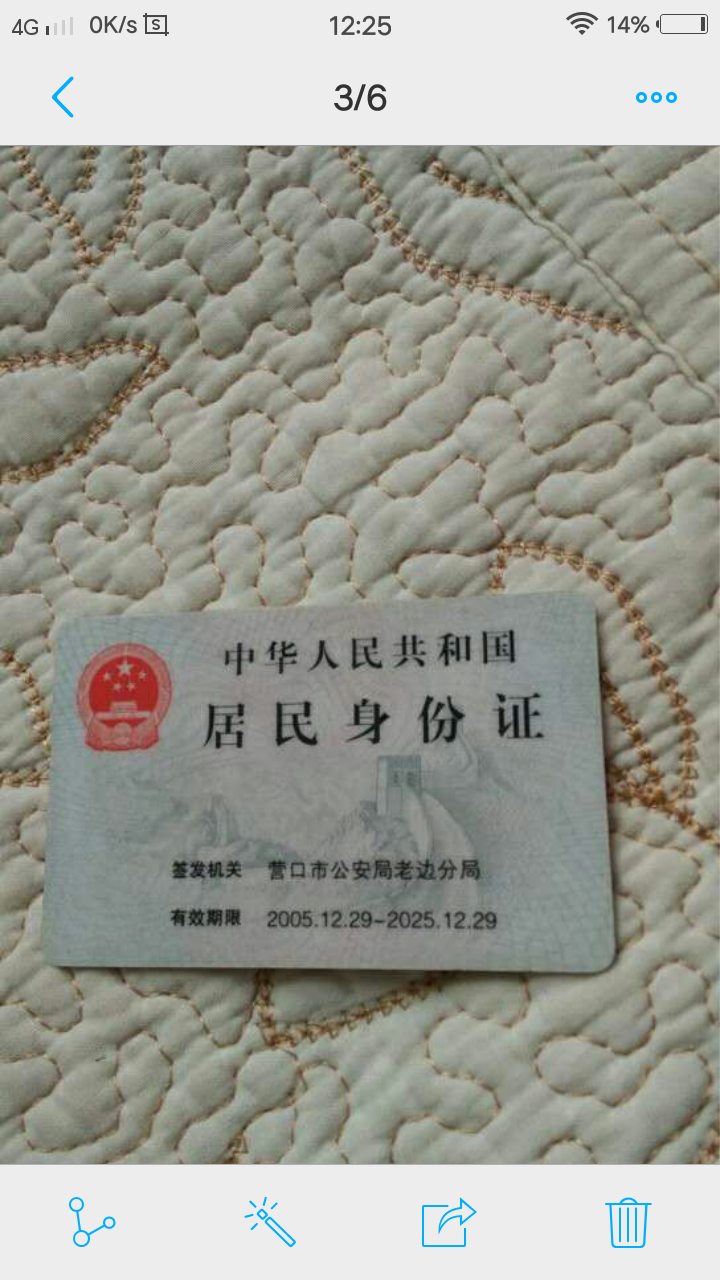 4G 0K/s S 12:25 14%
3/6
中华人民共和国
居民身份证
签发机关 营口市公安局老边分局
有效期限 2005.12.29-2025.12.29